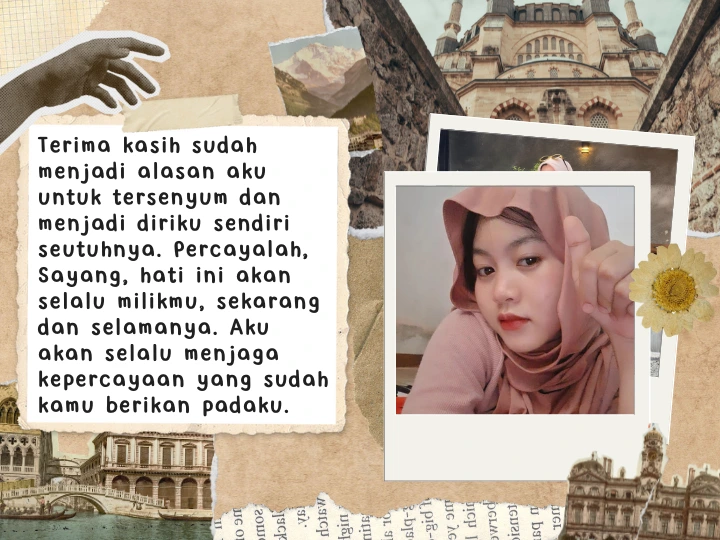 Terima kasih sudah
menjadi alasan aku
untuk tersenyum dan
menjadi diriku sendiri
seutuhnya. Percayalah,
Sayang, hati ini akan
selalu milikmu, sekarang
dan selamanya. Aku
akan selalu menjaga
kepercayaan yang sudah
kamu berikan padaku.